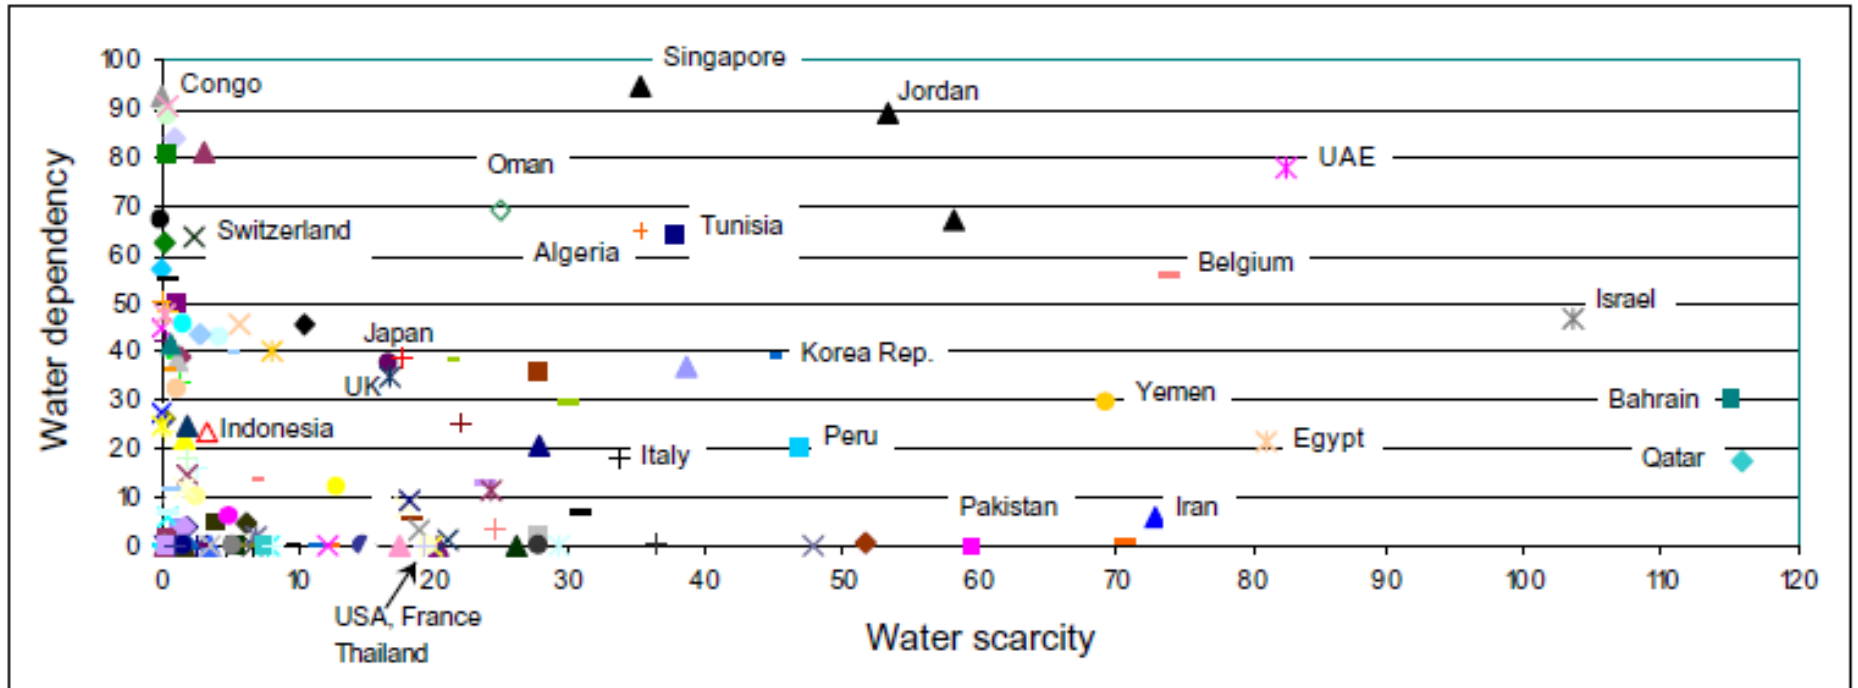 Singapore
100
Congo
Jordan
90
80
Oman
UAE
70
Switzerland
Tunisia
60
Algeria
Belgium
50
Israel
Japan
40
Korea Rep.
UK
30
Yemen
Bahrain
Indonesia
Peru
Egypt
20
Italy
Qatar
10
Pakistan
Iran
0
Water dependency
0 10 20 30 40 50 60 70 80 90 100 110 120
USA, France
Thailand
Water scarcity